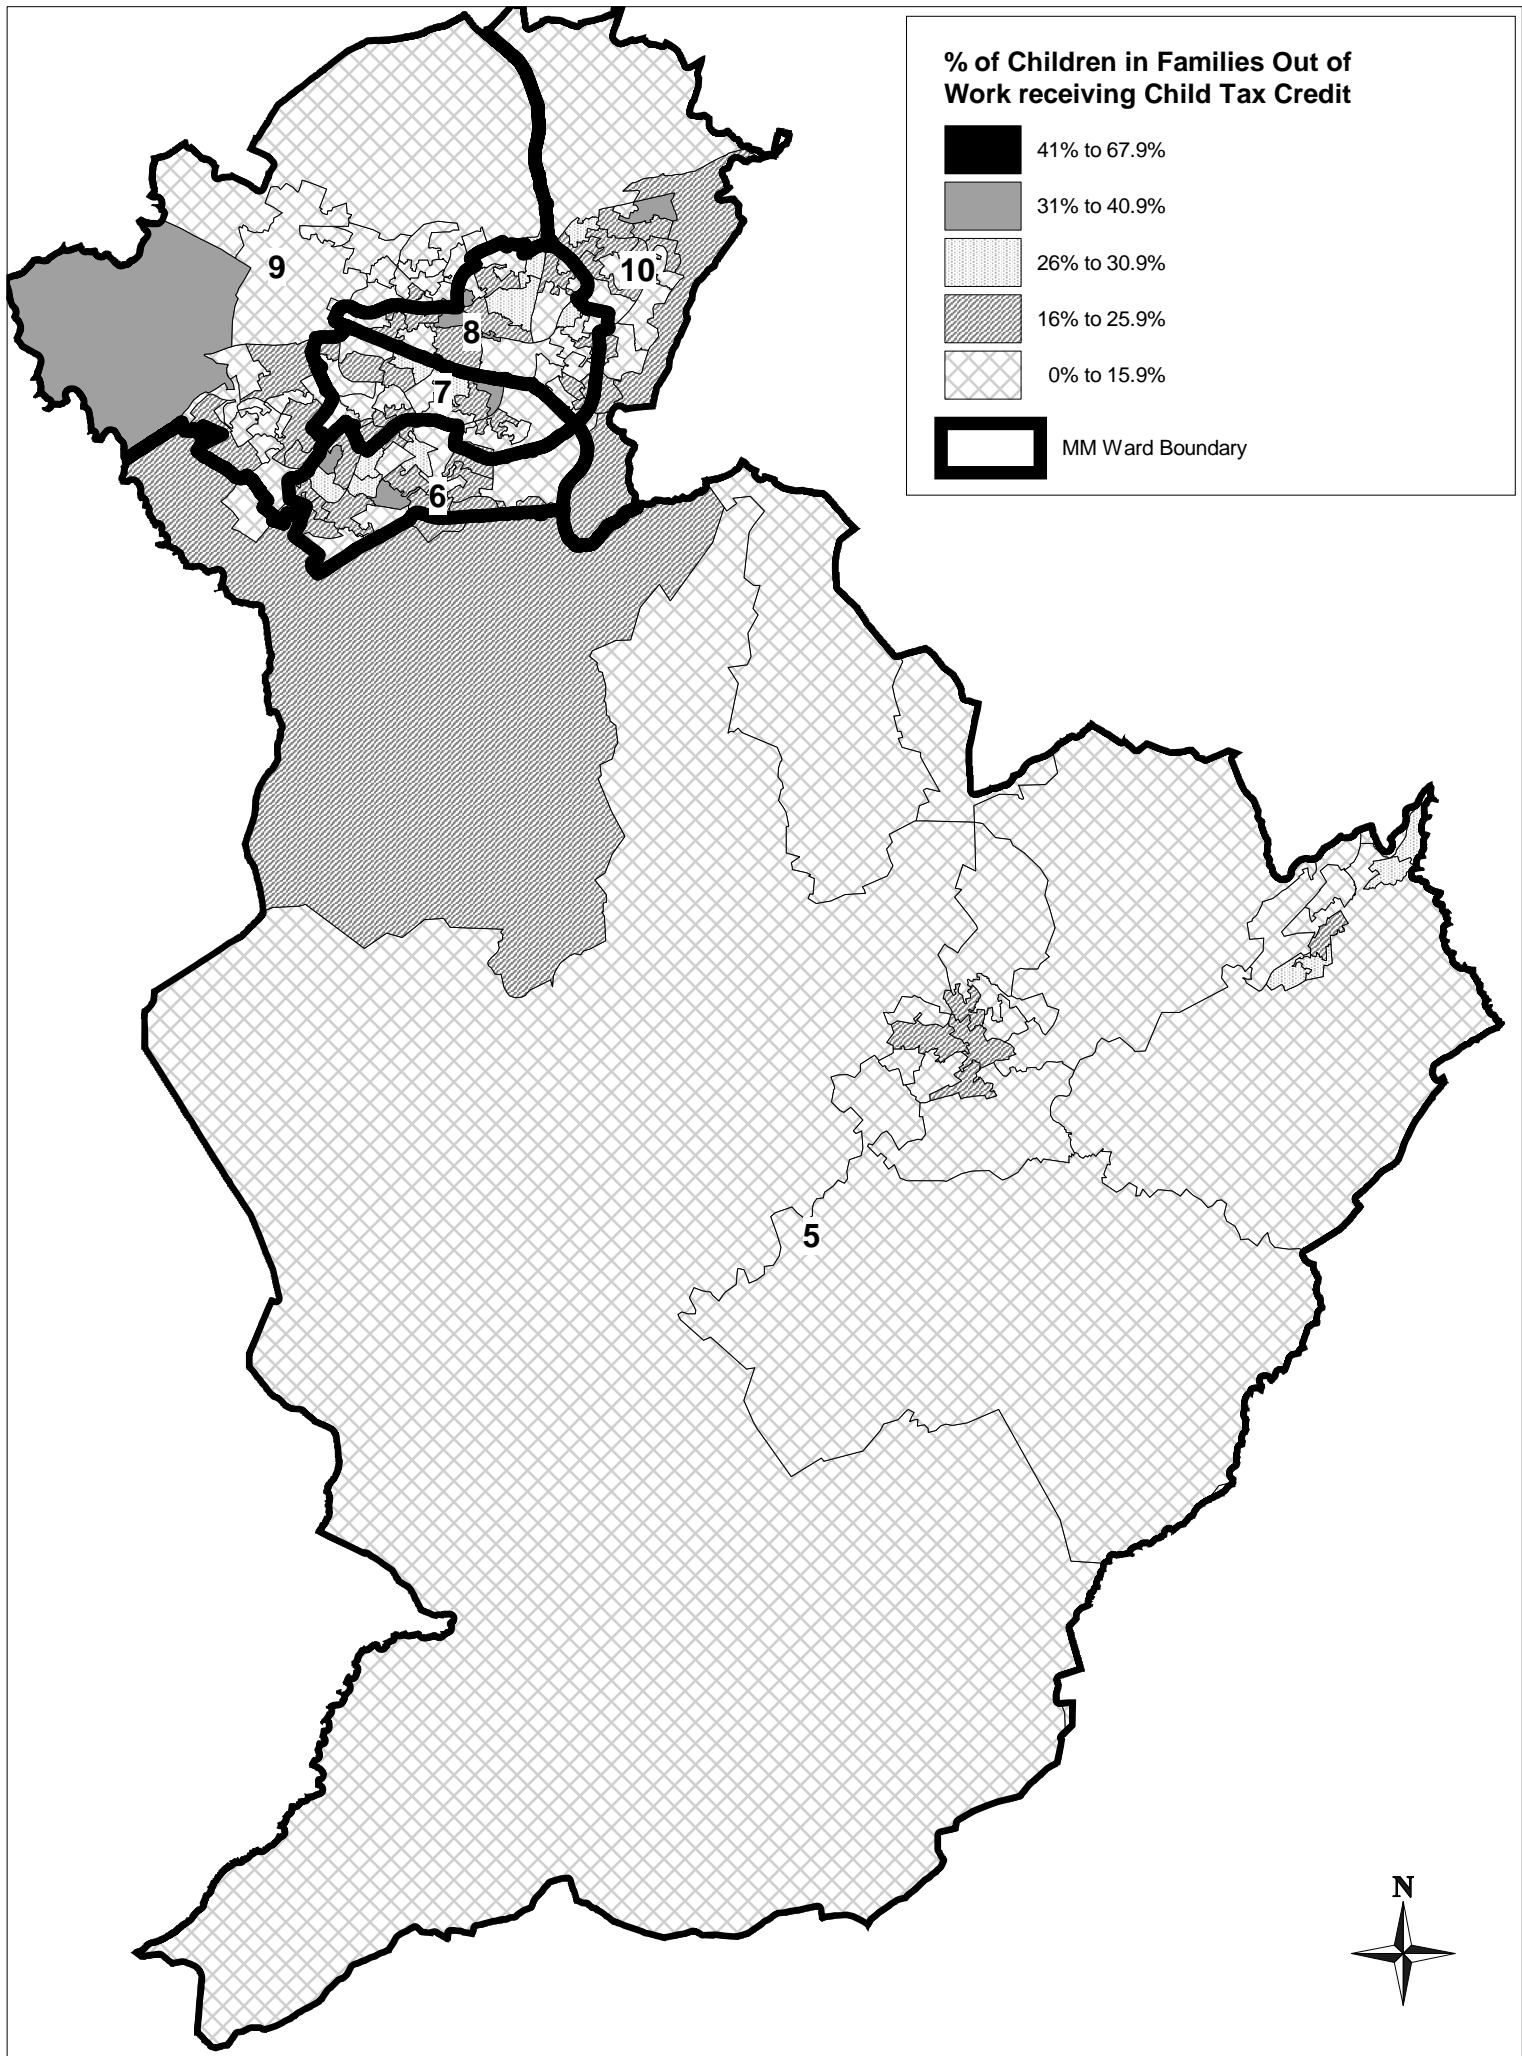 % of Children in Families Out of
Work receiving Child Tax Credit
41% to 67.9%
31% to 40.9%
26% to 30.9%
16% to 25.9%
0% to 15.9%
MM Ward Boundary
9
10
8
7
6
5
N